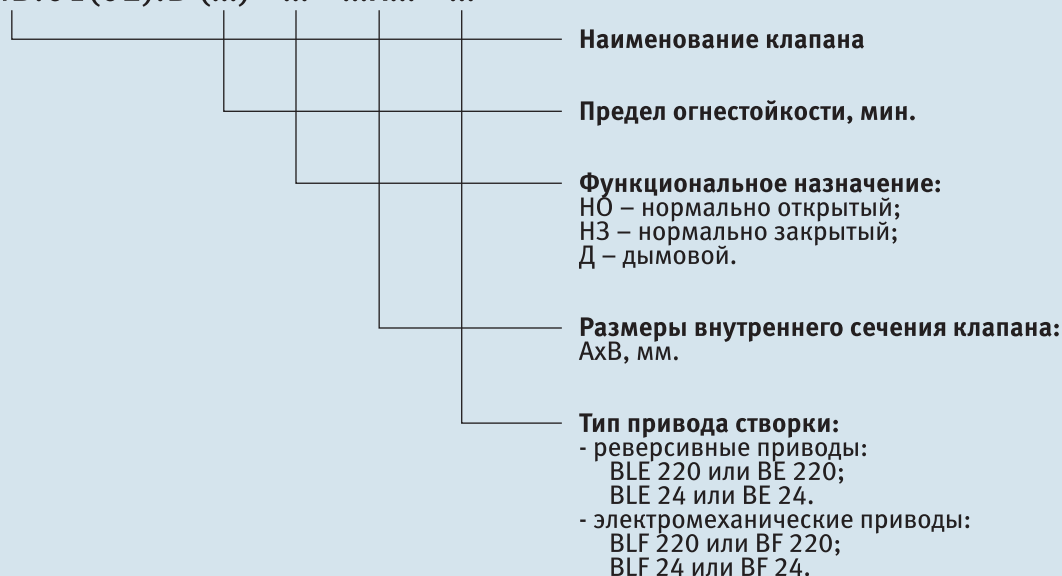 Наименование клапана
Предел огнестойкости, мин.
Функциональное назначение:
НО – нормально открытый;
НЗ – нормально закрытый;
Д – дымовой.
Размеры внутреннего сечения клапана:
АхВ, мм.
Тип привода створки:
- реверсивные приводы:
BLE 220 или BE 220;
BLE 24 или BE 24.
- электромеханические приводы:
BLF 220 или BF 220;
BLF 24 или BF 24.